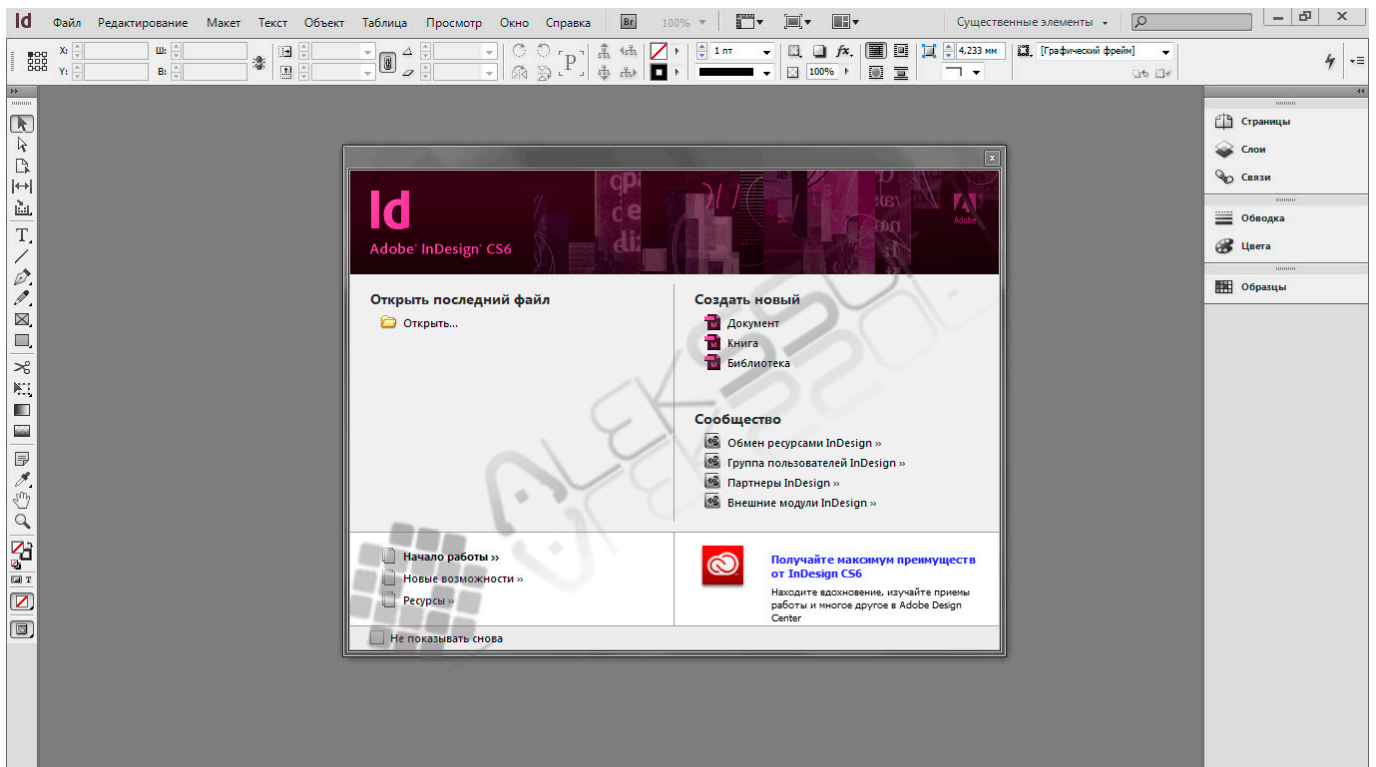 Id Файл Редактирование Макет Текст Объект Таблица Просмотр Окно Справка Br 100% Существенные элементы
X: Ш: 1 пт fx. 4,233 мм [Графический фрейм]
Y: В: P 100%
Страницы
Слои
Связи
Обводка
Цвета
Образцы
Id
Adobe® InDesign® CS6
Adobe
Открыть последний файл
Открыть...
Создать новый
Документ
Книга
Библиотека
Сообщество
Обмен ресурсами InDesign »
Группа пользователей InDesign »
Партнеры InDesign »
Внешние модули InDesign »
Начало работы »
Новые возможности »
Ресурсы »
Получайте максимум преимуществ
от InDesign CS6
Находите вдохновение, изучайте приемы
работы и многое другое в Adobe Design
Center
Не показывать снова